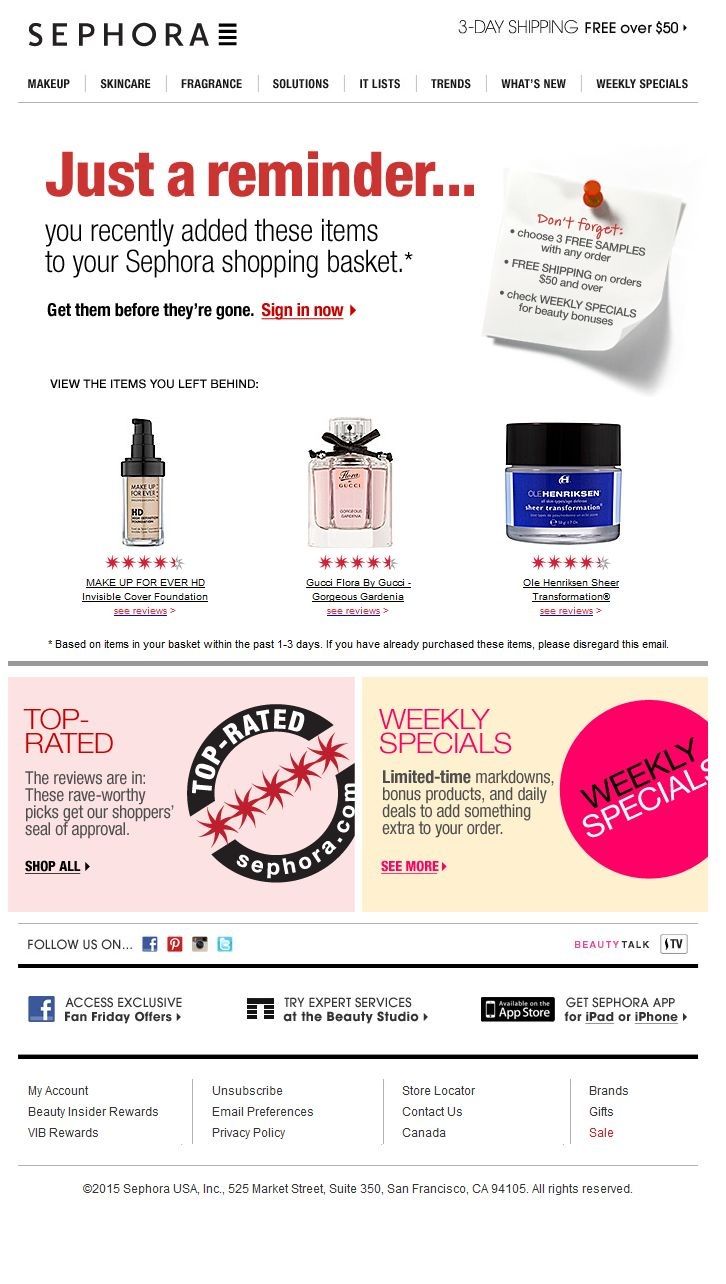 SEPHORA
3-DAY SHIPPING FREE over $50
MAKEUP
SKINCARE
FRAGRANCE
SOLUTIONS
IT LISTS
TRENDS
WHAT'S NEW
WEEKLY SPECIALS
Just a reminder...
you recently added these items
to your Sephora shopping basket.*
Get them before they're gone. Sign in now
Don't forget:
• choose 3 FREE SAMPLES
with any order
• FREE SHIPPING on orders
$50 and over
• check WEEKLY SPECIALS
for beauty bonuses
VIEW THE ITEMS YOU LEFT BEHIND:
MAKE UP
FOR EVER
HD
Flora
GUCCI
GORGEOUS
GARDENIA
OLEHENRIKSEN
sheer transformation
MAKE UP FOR EVER HD
Invisible Cover Foundation
see reviews >
Gucci Flora By Gucci -
Gorgeous Gardenia
see reviews >
Ole Henriksen Sheer
Transformation®
see reviews >
* Based on items in your basket within the past 1-3 days. If you have already purchased these items, please disregard this email.
TOP-
RATED
The reviews are in:
These rave-worthy
picks get our shoppers'
seal of approval.
SHOP ALL
TOP-RATED
sephora.com
WEEKLY
SPECIALS
Limited-time markdowns,
bonus products, and daily
deals to add something
extra to your order.
SEE MORE
WEEKLY
SPECIALS
FOLLOW US ON...
BEAUTYTALK
TV
ACCESS EXCLUSIVE
Fan Friday Offers
TRY EXPERT SERVICES
at the Beauty Studio
Available on the
App Store
GET SEPHORA APP
for iPad or iPhone
My Account
Beauty Insider Rewards
VIB Rewards
Unsubscribe
Email Preferences
Privacy Policy
Store Locator
Contact Us
Canada
Brands
Gifts
Sale
©2015 Sephora USA, Inc., 525 Market Street, Suite 350, San Francisco, CA 94105. All rights reserved.